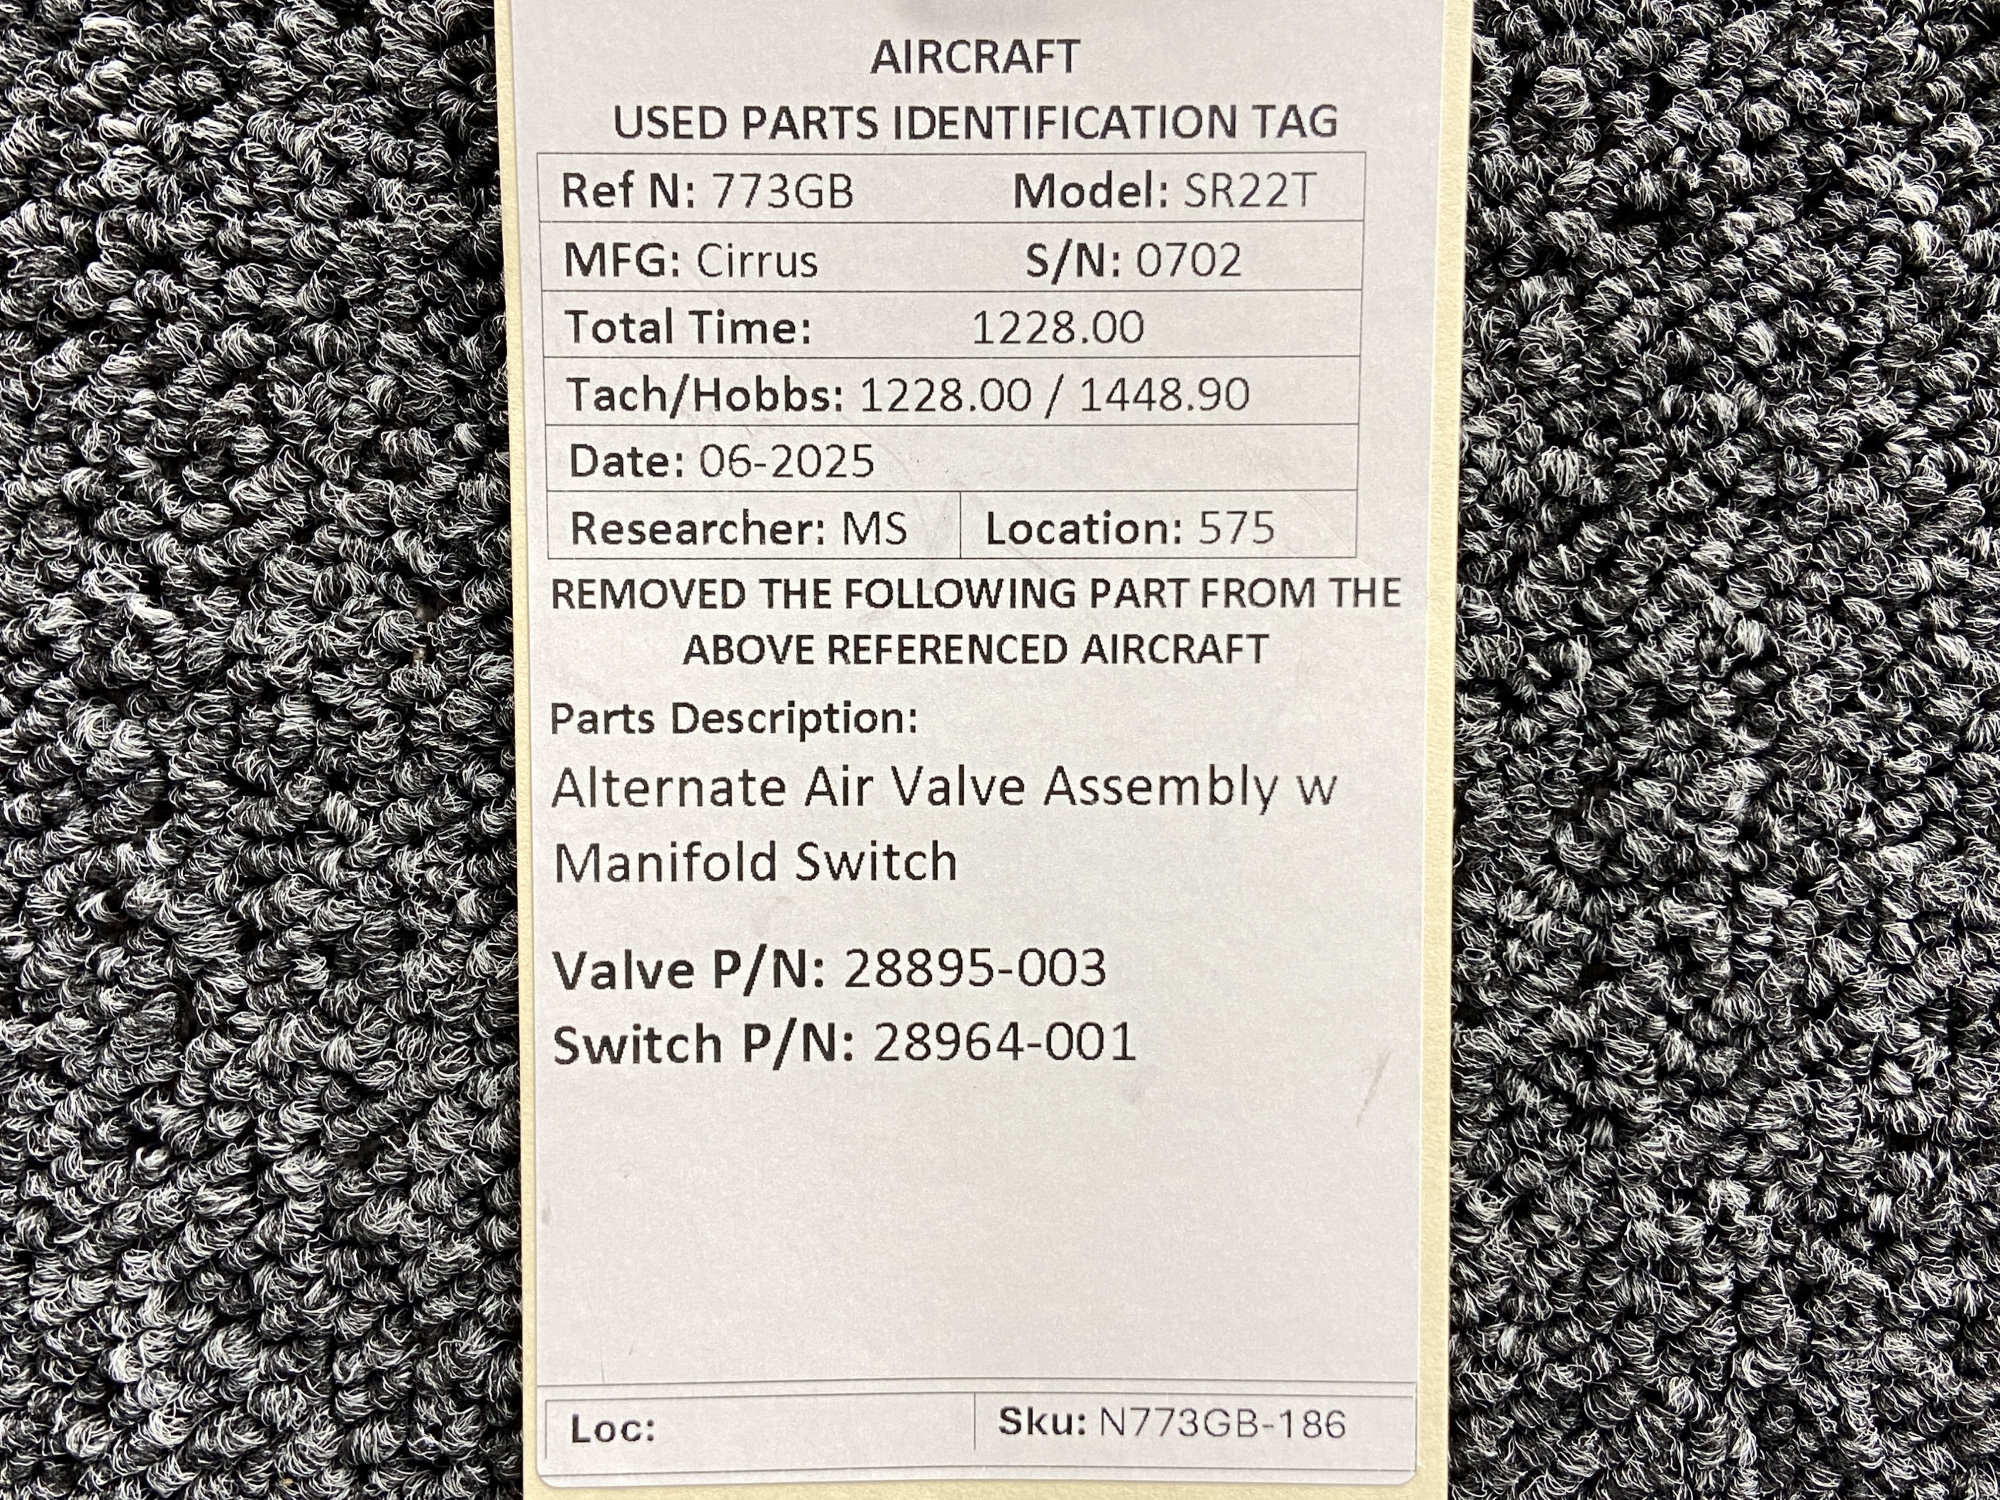 AIRCRAFT
USED PARTS IDENTIFICATION TAG
Ref N: 773GB Model: SR22T
MFG: Cirrus S/N: 0702
Total Time: 1228.00
Tach/Hobbs: 1228.00 / 1448.90
Date: 06-2025
Researcher: MS Location: 575
REMOVED THE FOLLOWING PART FROM THE
ABOVE REFERENCED AIRCRAFT
Parts Description:
Alternate Air Valve Assembly w
Manifold Switch
Valve P/N: 28895-003
Switch P/N: 28964-001
Loc: Sku: N773GB-186